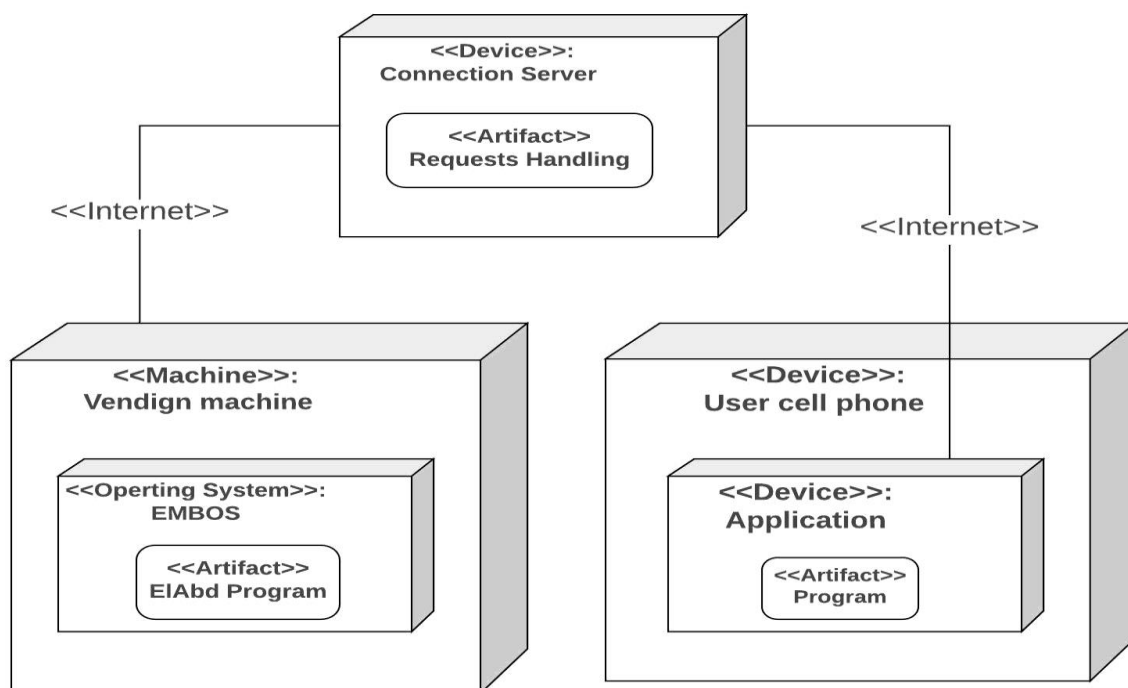 <<Device>>:
Connection Server
<<Artifact>>
Requests Handling
<<Internet>>
<<Internet>>
<<Machine>>:
Vendign machine
<<Operting System>>:
EMBOS
<<Artifact>>
ElAbd Program
<<Device>>:
User cell phone
<<Device>>:
Application
<<Artifact>>
Program